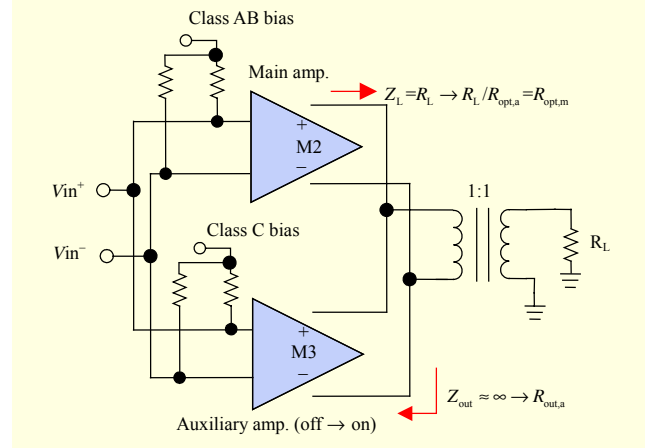 Class AB bias
Main amp.
Z_L=R_L → R_L/R_opt,a=R_opt,m
+
M2
−
1:1
Vin+
Class C bias
Vin−
R_L
+
M3
−
Z_out ≈ ∞ → R_out,a
Auxiliary amp. (off → on)